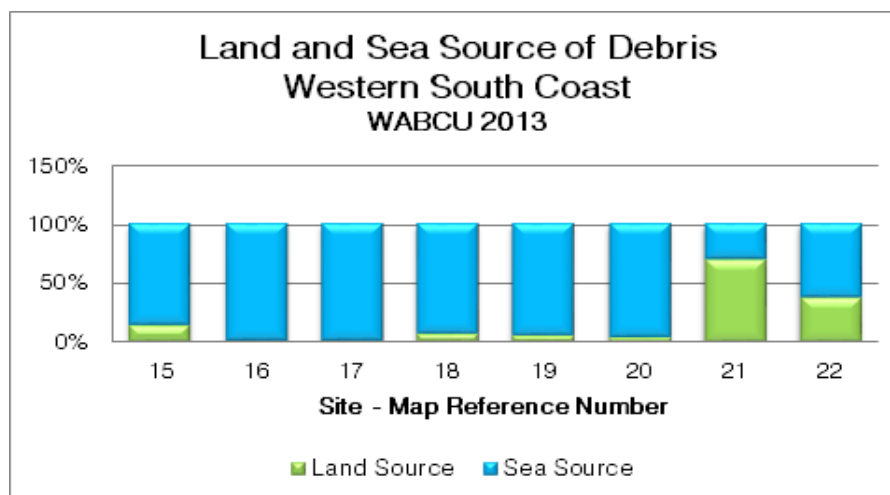 Land and Sea Source of Debris
Western South Coast
WABCU 2013
150%
100%
50%
0%
15 16 17 18 19 20 21 22
Site - Map Reference Number
Land Source Sea Source